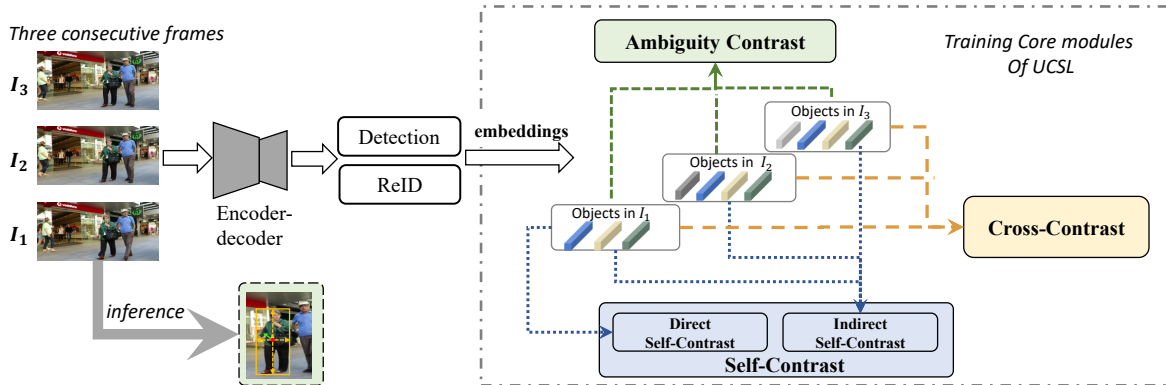 Three consecutive frames
I3
I2
I1
Encoder-
decoder
Detection
ReID
embeddings
inference
Training Core modules
Of UCSL
Ambiguity Contrast
Objects in I3
Objects in I2
Objects in I1
Cross-Contrast
Direct
Self-Contrast
Indirect
Self-Contrast
Self-Contrast